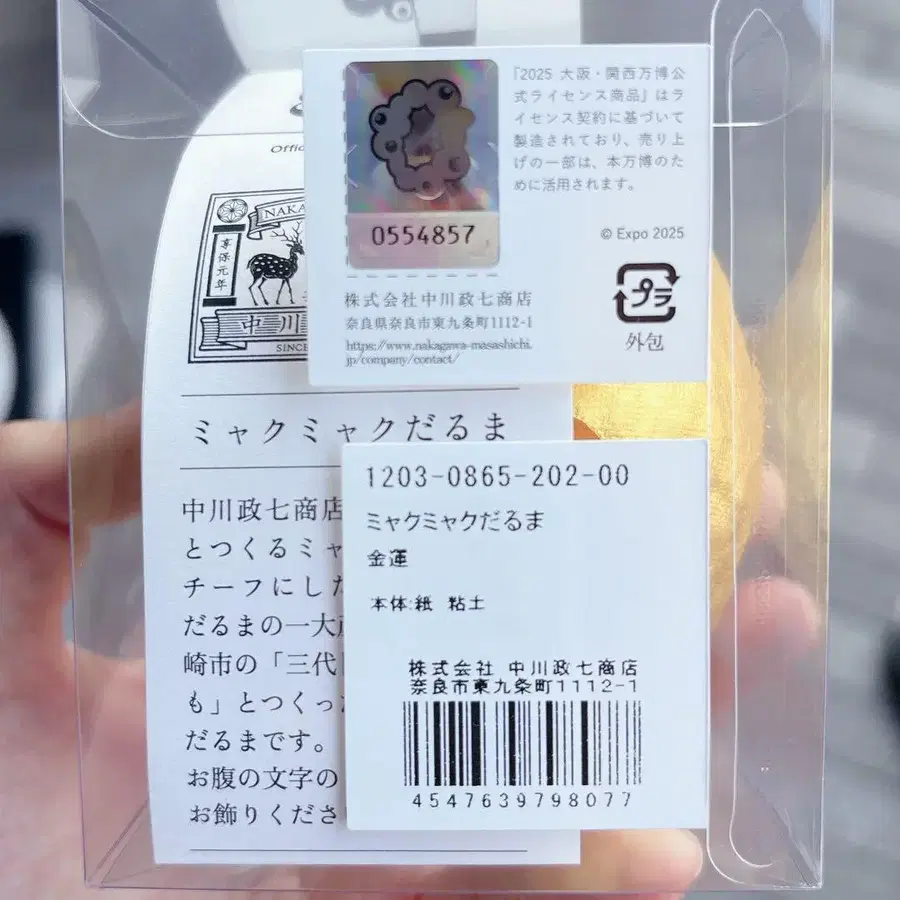 「2025 大阪・関西万博公
式ライセンス商品」はラ
イセンス契約に基づいて
製造されており、売り上
げの一部は、本万博のた
めに活用されます。
0554857
© Expo 2025
株式会社中川政七商店
奈良県奈良市東九条町1112-1
https://www.nakagawa-masashichi.
jp/company/contact/
プラ
外包
Offic
NAKA
享保元年
中川
SINCE
ミャクミャクだるま
中川政七商店
とつくるミャ
チーフにした
だるまの一大
崎市の「三代
も」とつくっ
だるまです。
お腹の文字の
お飾りくださ
1203-0865-202-00
ミャクミャクだるま
金運
本体:紙 粘土
株式会社 中川政七商店
奈良市東九条町1112-1
4547639798077